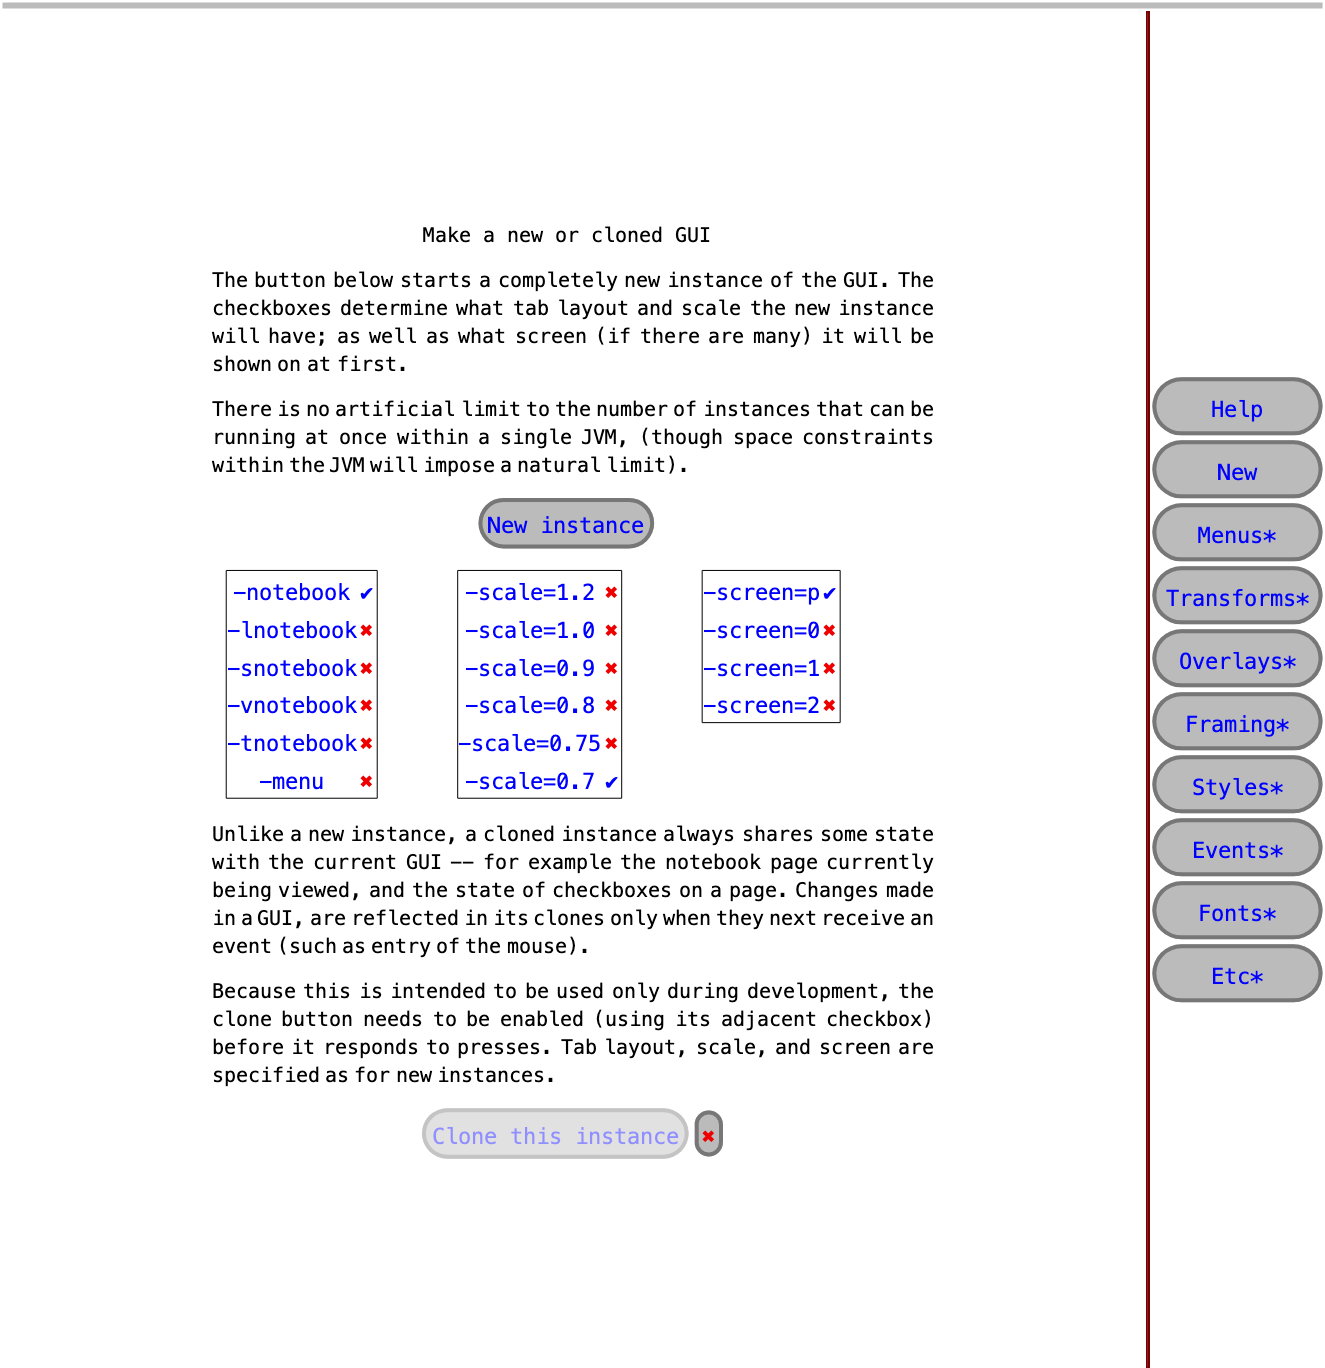 Make a new or cloned GUI
The button below starts a completely new instance of the GUI. The
checkboxes determine what tab layout and scale the new instance
will have; as well as what screen (if there are many) it will be
shown on at first.
There is no artificial limit to the number of instances that can be
running at once within a single JVM, (though space constraints
within the JVM will impose a natural limit).
New instance
-notebook ✔
-lnotebook ✖
-snotebook ✖
-vnotebook ✖
-tnotebook ✖
-menu ✖
-scale=1.2 ✖
-scale=1.0 ✖
-scale=0.9 ✖
-scale=0.8 ✖
-scale=0.75 ✖
-scale=0.7 ✔
-screen=p ✔
-screen=0 ✖
-screen=1 ✖
-screen=2 ✖
Unlike a new instance, a cloned instance always shares some state
with the current GUI -- for example the notebook page currently
being viewed, and the state of checkboxes on a page. Changes made
in a GUI, are reflected in its clones only when they next receive an
event (such as entry of the mouse).
Because this is intended to be used only during development, the
clone button needs to be enabled (using its adjacent checkbox)
before it responds to presses. Tab layout, scale, and screen are
specified as for new instances.
Clone this instance ✖
Help
New
Menus*
Transforms*
Overlays*
Framing*
Styles*
Events*
Fonts*
Etc*